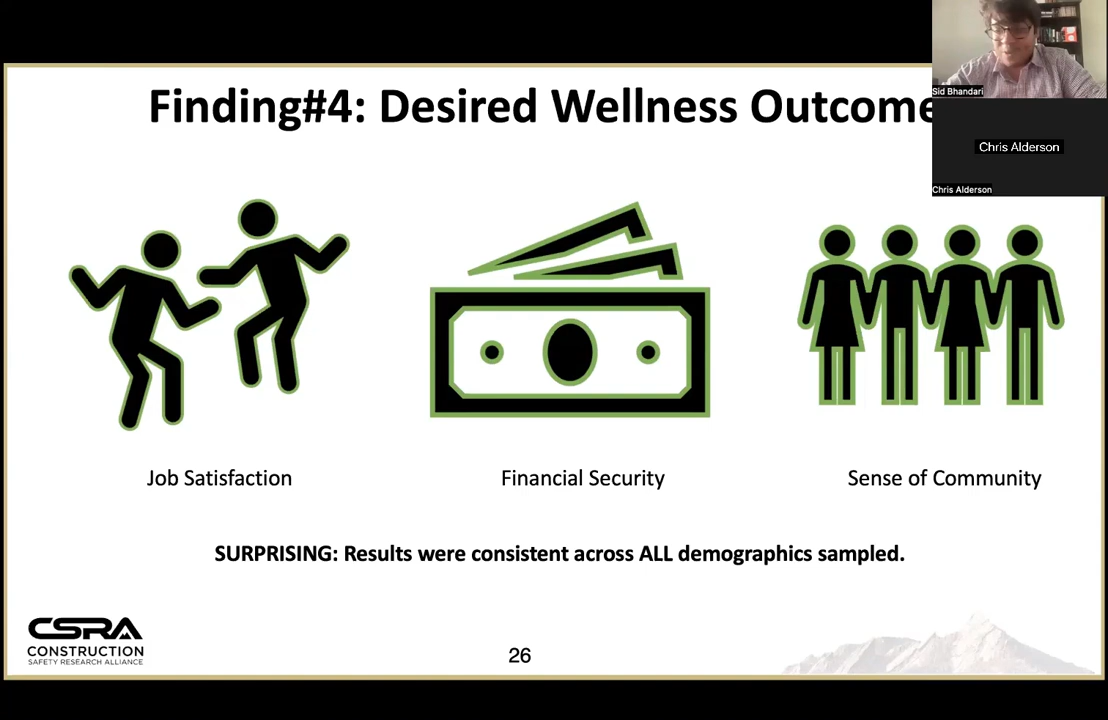 Finding#4: Desired Wellness Outcome
Sid Bhandari
Chris Alderson
Chris Alderson
Job Satisfaction
Financial Security
Sense of Community
SURPRISING: Results were consistent across ALL demographics sampled.
CSRA
CONSTRUCTION
SAFETY RESEARCH ALLIANCE
26